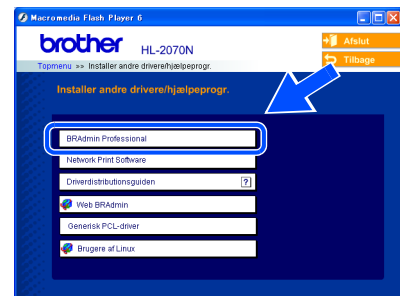 Macromedia Flash Player 6
brother HL-2070N
Afslut
Topmenu »» Installer andre drivere/hjælpeprogr.
Tilbage
Installer andre drivere/hjælpeprogr.
BRAdmin Professional
Network Print Software
Driverdistributionsguiden ?
Web BRAdmin
Generisk PCL-driver
Brugere af Linux